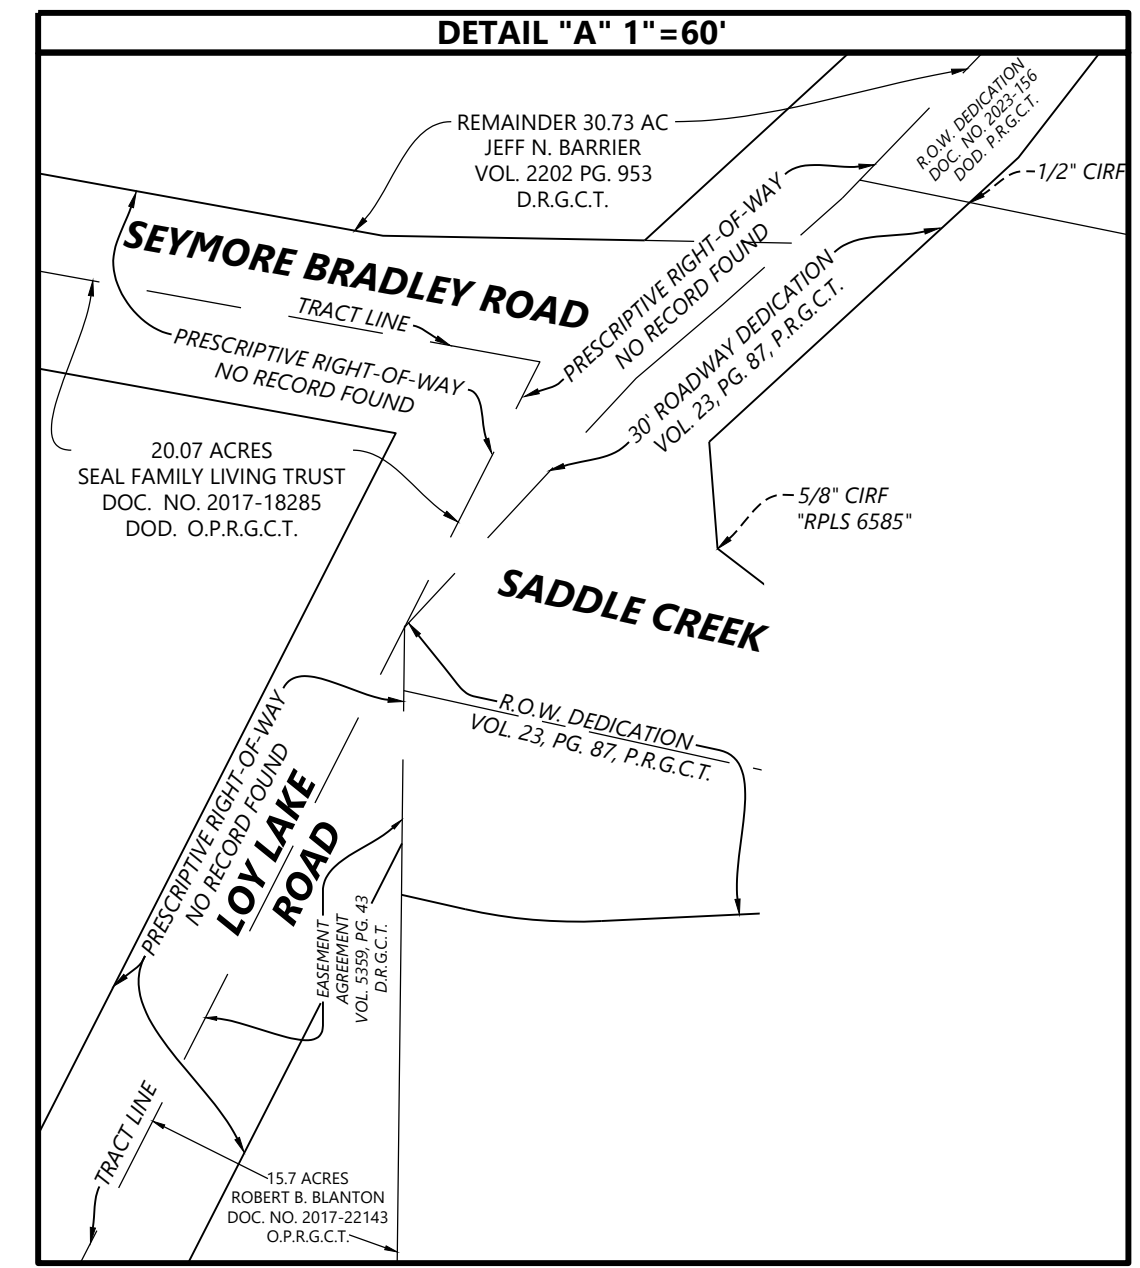 DETAIL "A" 1"=60'
R.O.W. DEDICATION
DOC. NO. 2023-156
DOD. P.R.G.C.T.
REMAINDER 30.73 AC
JEFF N. BARRIER
VOL. 2202 PG. 953
D.R.G.C.T.
1/2" CIRF
SEYMORE BRADLEY ROAD
PRESCRIPTIVE RIGHT-OF-WAY
NO RECORD FOUND
TRACT LINE
30' ROADWAY DEDICATION
VOL. 23, PG. 87, P.R.G.C.T.
PRESCRIPTIVE RIGHT-OF-WAY
NO RECORD FOUND
20.07 ACRES
SEAL FAMILY LIVING TRUST
DOC. NO. 2017-18285
DOD. O.P.R.G.C.T.
5/8" CIRF
"RPLS 6585"
SADDLE CREEK
R.O.W. DEDICATION
VOL. 23, PG. 87, P.R.G.C.T.
PRESCRIPTIVE RIGHT-OF-WAY
NO RECORD FOUND
LOY LAKE
ROAD
EASEMENT
AGREEMENT
VOL. 5359, PG. 43
D.R.G.C.T.
TRACT LINE
15.7 ACRES
ROBERT B. BLANTON
DOC. NO. 2017-22143
O.P.R.G.C.T.